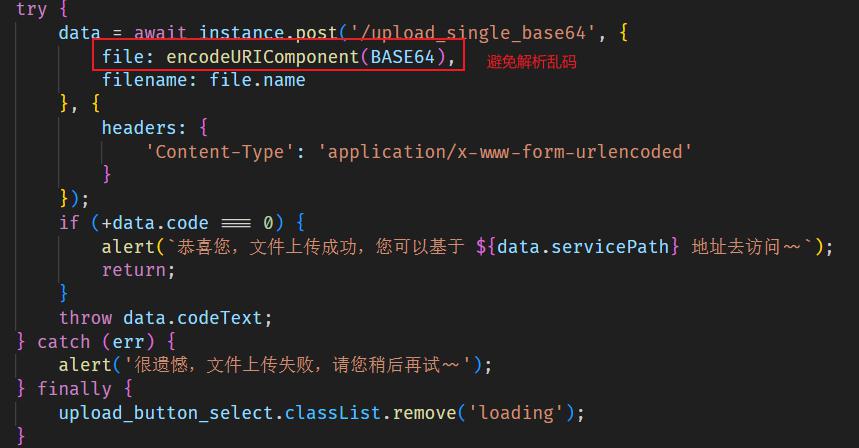 try {
data = await instance.post('/upload_single_base64', {
file: encodeURIComponent(BASE64), 避免解析乱码
filename: file.name
}, {
headers: {
'Content-Type': 'application/x-www-form-urlencoded'
}
});
if (+data.code === 0) {
alert(`恭喜您，文件上传成功，您可以基于 ${data.servicePath} 地址去访问~~`);
return;
}
throw data.codeText;
} catch (err) {
alert('很遗憾，文件上传失败，请您稍后再试~~');
} finally {
upload_button_select.classList.remove('loading');
}